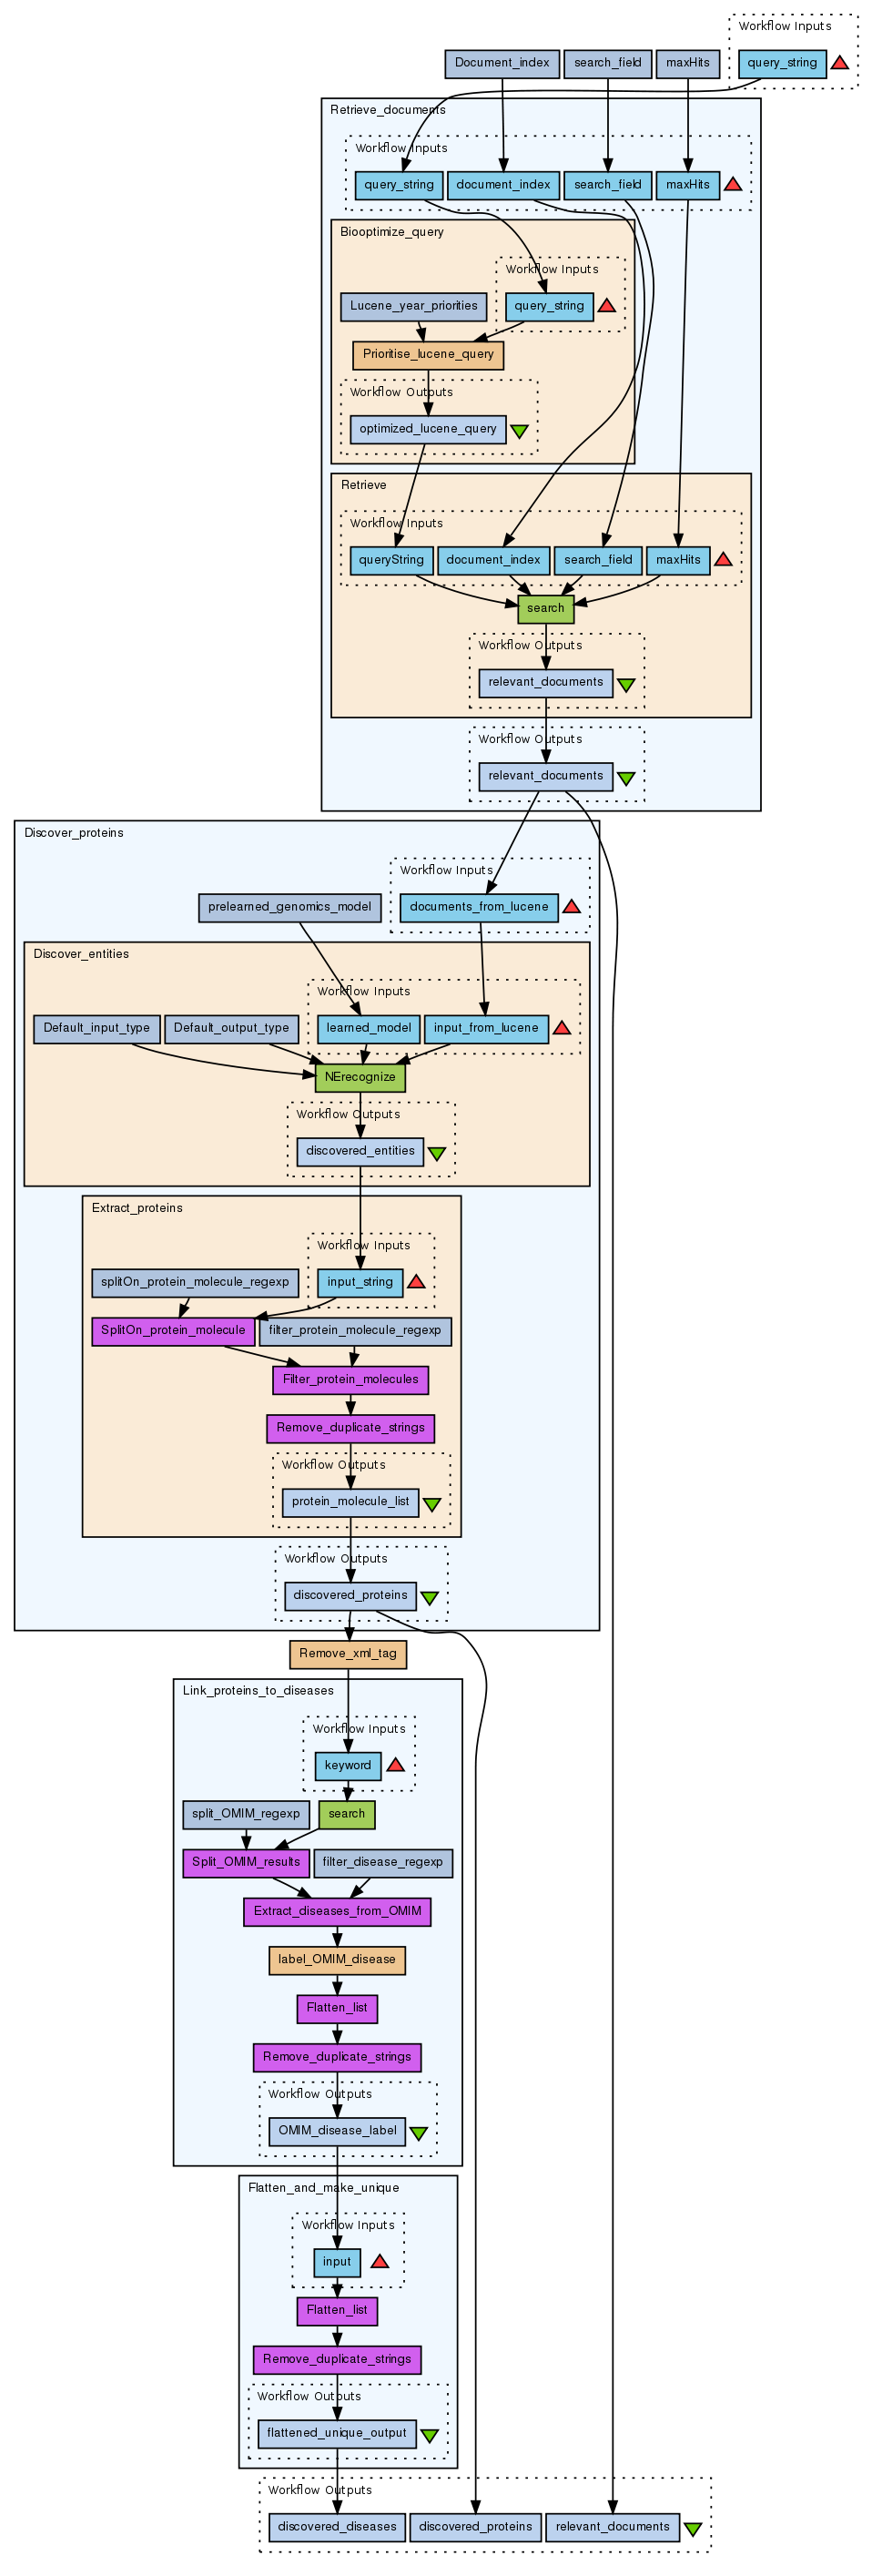 Workflow Inputs
Document_index
search_field
maxHits
query_string
Retrieve_documents
Workflow Inputs
query_string
document_index
search_field
maxHits
Biooptimize_query
Workflow Inputs
Lucene_year_priorities
query_string
Prioritise_lucene_query
Workflow Outputs
optimized_lucene_query
Retrieve
Workflow Inputs
queryString
document_index
search_field
maxHits
search
Workflow Outputs
relevant_documents
Workflow Outputs
relevant_documents
Discover_proteins
Workflow Inputs
prelearned_genomics_model
documents_from_lucene
Discover_entities
Workflow Inputs
Default_input_type
Default_output_type
learned_model
input_from_lucene
NErecognize
Workflow Outputs
discovered_entities
Extract_proteins
Workflow Inputs
splitOn_protein_molecule_regexp
input_string
SplitOn_protein_molecule
filter_protein_molecule_regexp
Filter_protein_molecules
Remove_duplicate_strings
Workflow Outputs
protein_molecule_list
Workflow Outputs
discovered_proteins
Remove_xml_tag
Link_proteins_to_diseases
Workflow Inputs
keyword
split_OMIM_regexp
search
Split_OMIM_results
filter_disease_regexp
Extract_diseases_from_OMIM
label_OMIM_disease
Flatten_list
Remove_duplicate_strings
Workflow Outputs
OMIM_disease_label
Flatten_and_make_unique
Workflow Inputs
input
Flatten_list
Remove_duplicate_strings
Workflow Outputs
flattened_unique_output
Workflow Outputs
discovered_diseases
discovered_proteins
relevant_documents